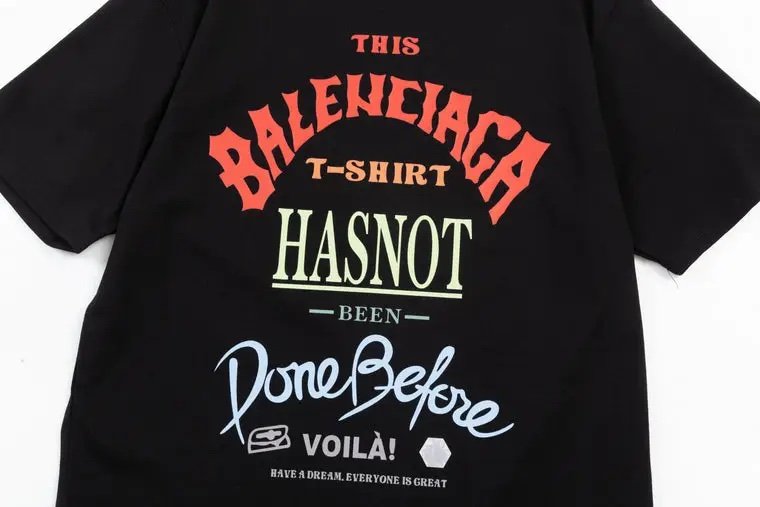 THIS
BALENCIAGA
T-SHIRT
HASNOT
BEEN
Done Before
VOILÀ!
HAVE A DREAM. EVERYONE IS GREAT